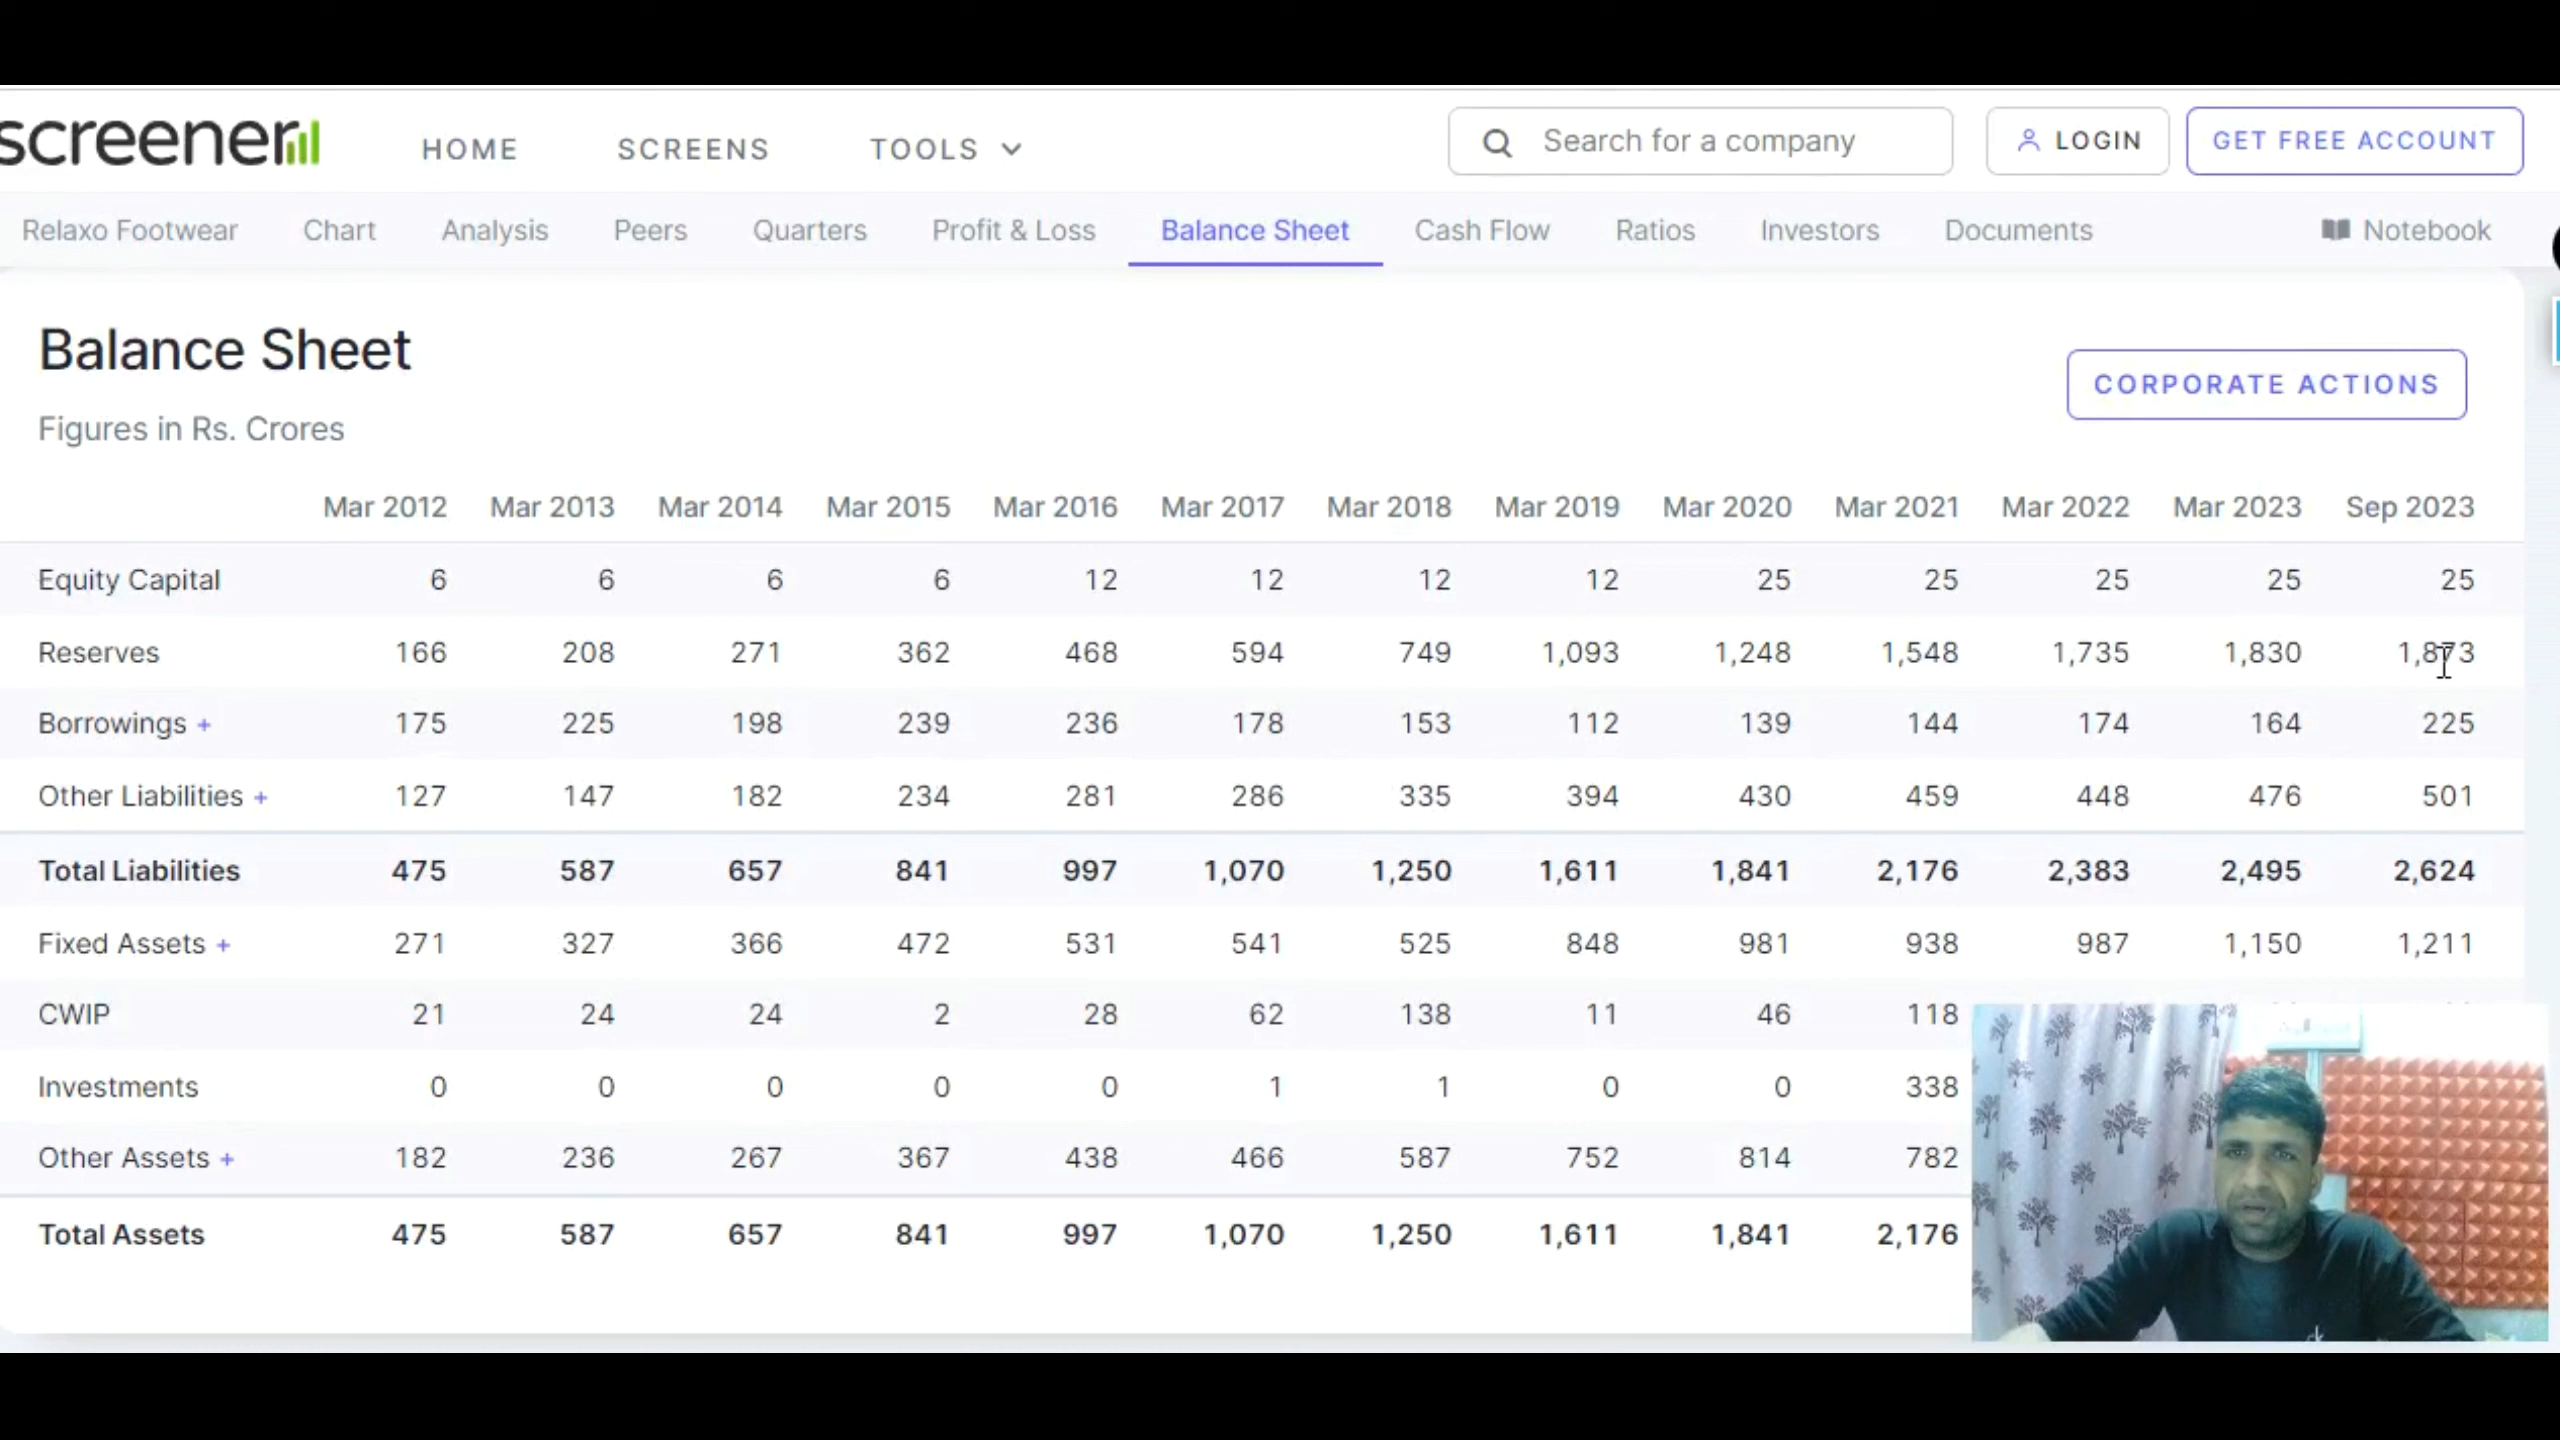 screener
HOME SCREENS TOOLS Search for a company LOGIN GET FREE ACCOUNT
Relaxo Footwear Chart Analysis Peers Quarters Profit & Loss Balance Sheet Cash Flow Ratios Investors Documents Notebook
Balance Sheet
CORPORATE ACTIONS
Figures in Rs. Crores
Mar 2012 Mar 2013 Mar 2014 Mar 2015 Mar 2016 Mar 2017 Mar 2018 Mar 2019 Mar 2020 Mar 2021 Mar 2022 Mar 2023 Sep 2023
Equity Capital 6 6 6 6 12 12 12 12 25 25 25 25 25
Reserves 166 208 271 362 468 594 749 1,093 1,248 1,548 1,735 1,830 1,873
Borrowings + 175 225 198 239 236 178 153 112 139 144 174 164 225
Other Liabilities + 127 147 182 234 281 286 335 394 430 459 448 476 501
Total Liabilities 475 587 657 841 997 1,070 1,250 1,611 1,841 2,176 2,383 2,495 2,624
Fixed Assets + 271 327 366 472 531 541 525 848 981 938 987 1,150 1,211
CWIP 21 24 24 2 28 62 138 11 46 118
Investments 0 0 0 0 0 1 1 0 0 338
Other Assets + 182 236 267 367 438 466 587 752 814 782
Total Assets 475 587 657 841 997 1,070 1,250 1,611 1,841 2,176